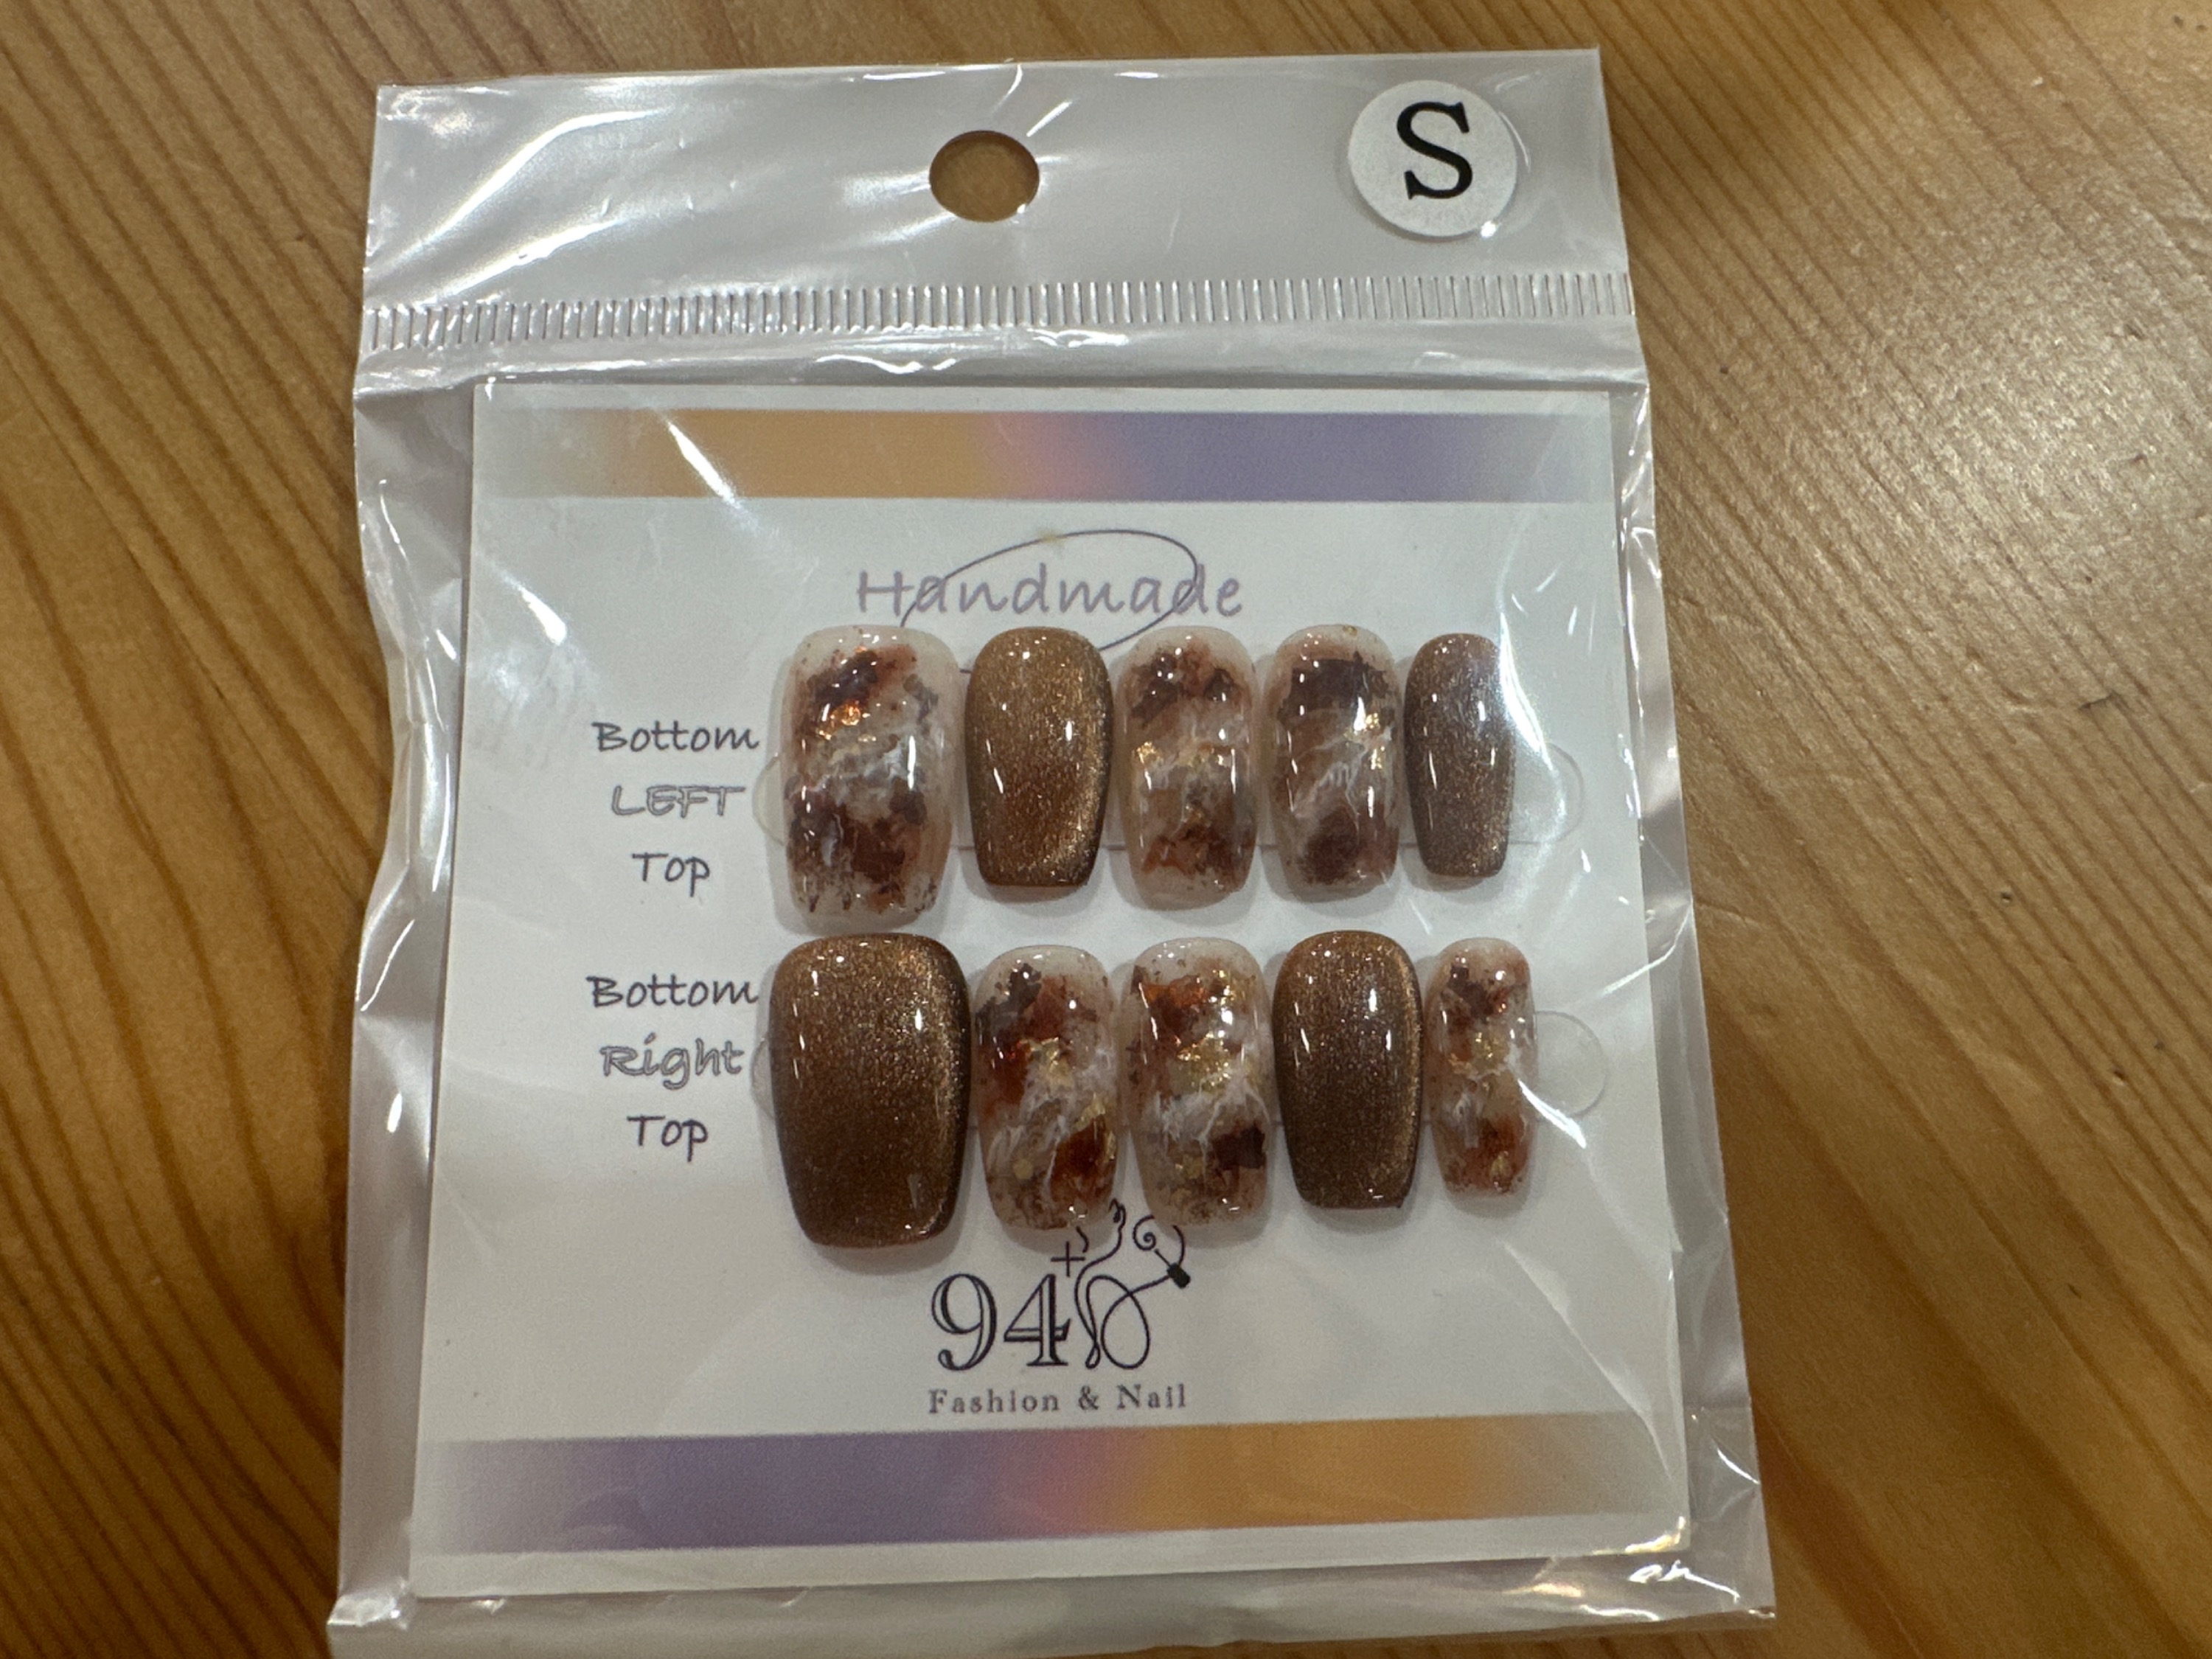 S
Handmade
Bottom
LEFT
Top
Bottom
Right
Top
94+
Fashion & Nail